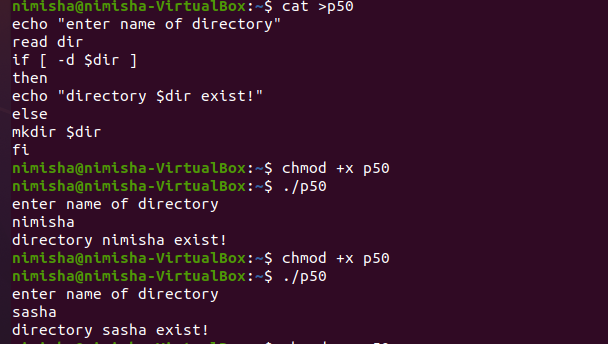 nimisha@nimisha-VirtualBox:~$ cat >p50
echo "enter name of directory"
read dir
if [ -d $dir ]
then
echo "directory $dir exist!"
else
mkdir $dir
fi
nimisha@nimisha-VirtualBox:~$ chmod +x p50
nimisha@nimisha-VirtualBox:~$ ./p50
enter name of directory
nimisha
directory nimisha exist!
nimisha@nimisha-VirtualBox:~$ chmod +x p50
nimisha@nimisha-VirtualBox:~$ ./p50
enter name of directory
sasha
directory sasha exist!